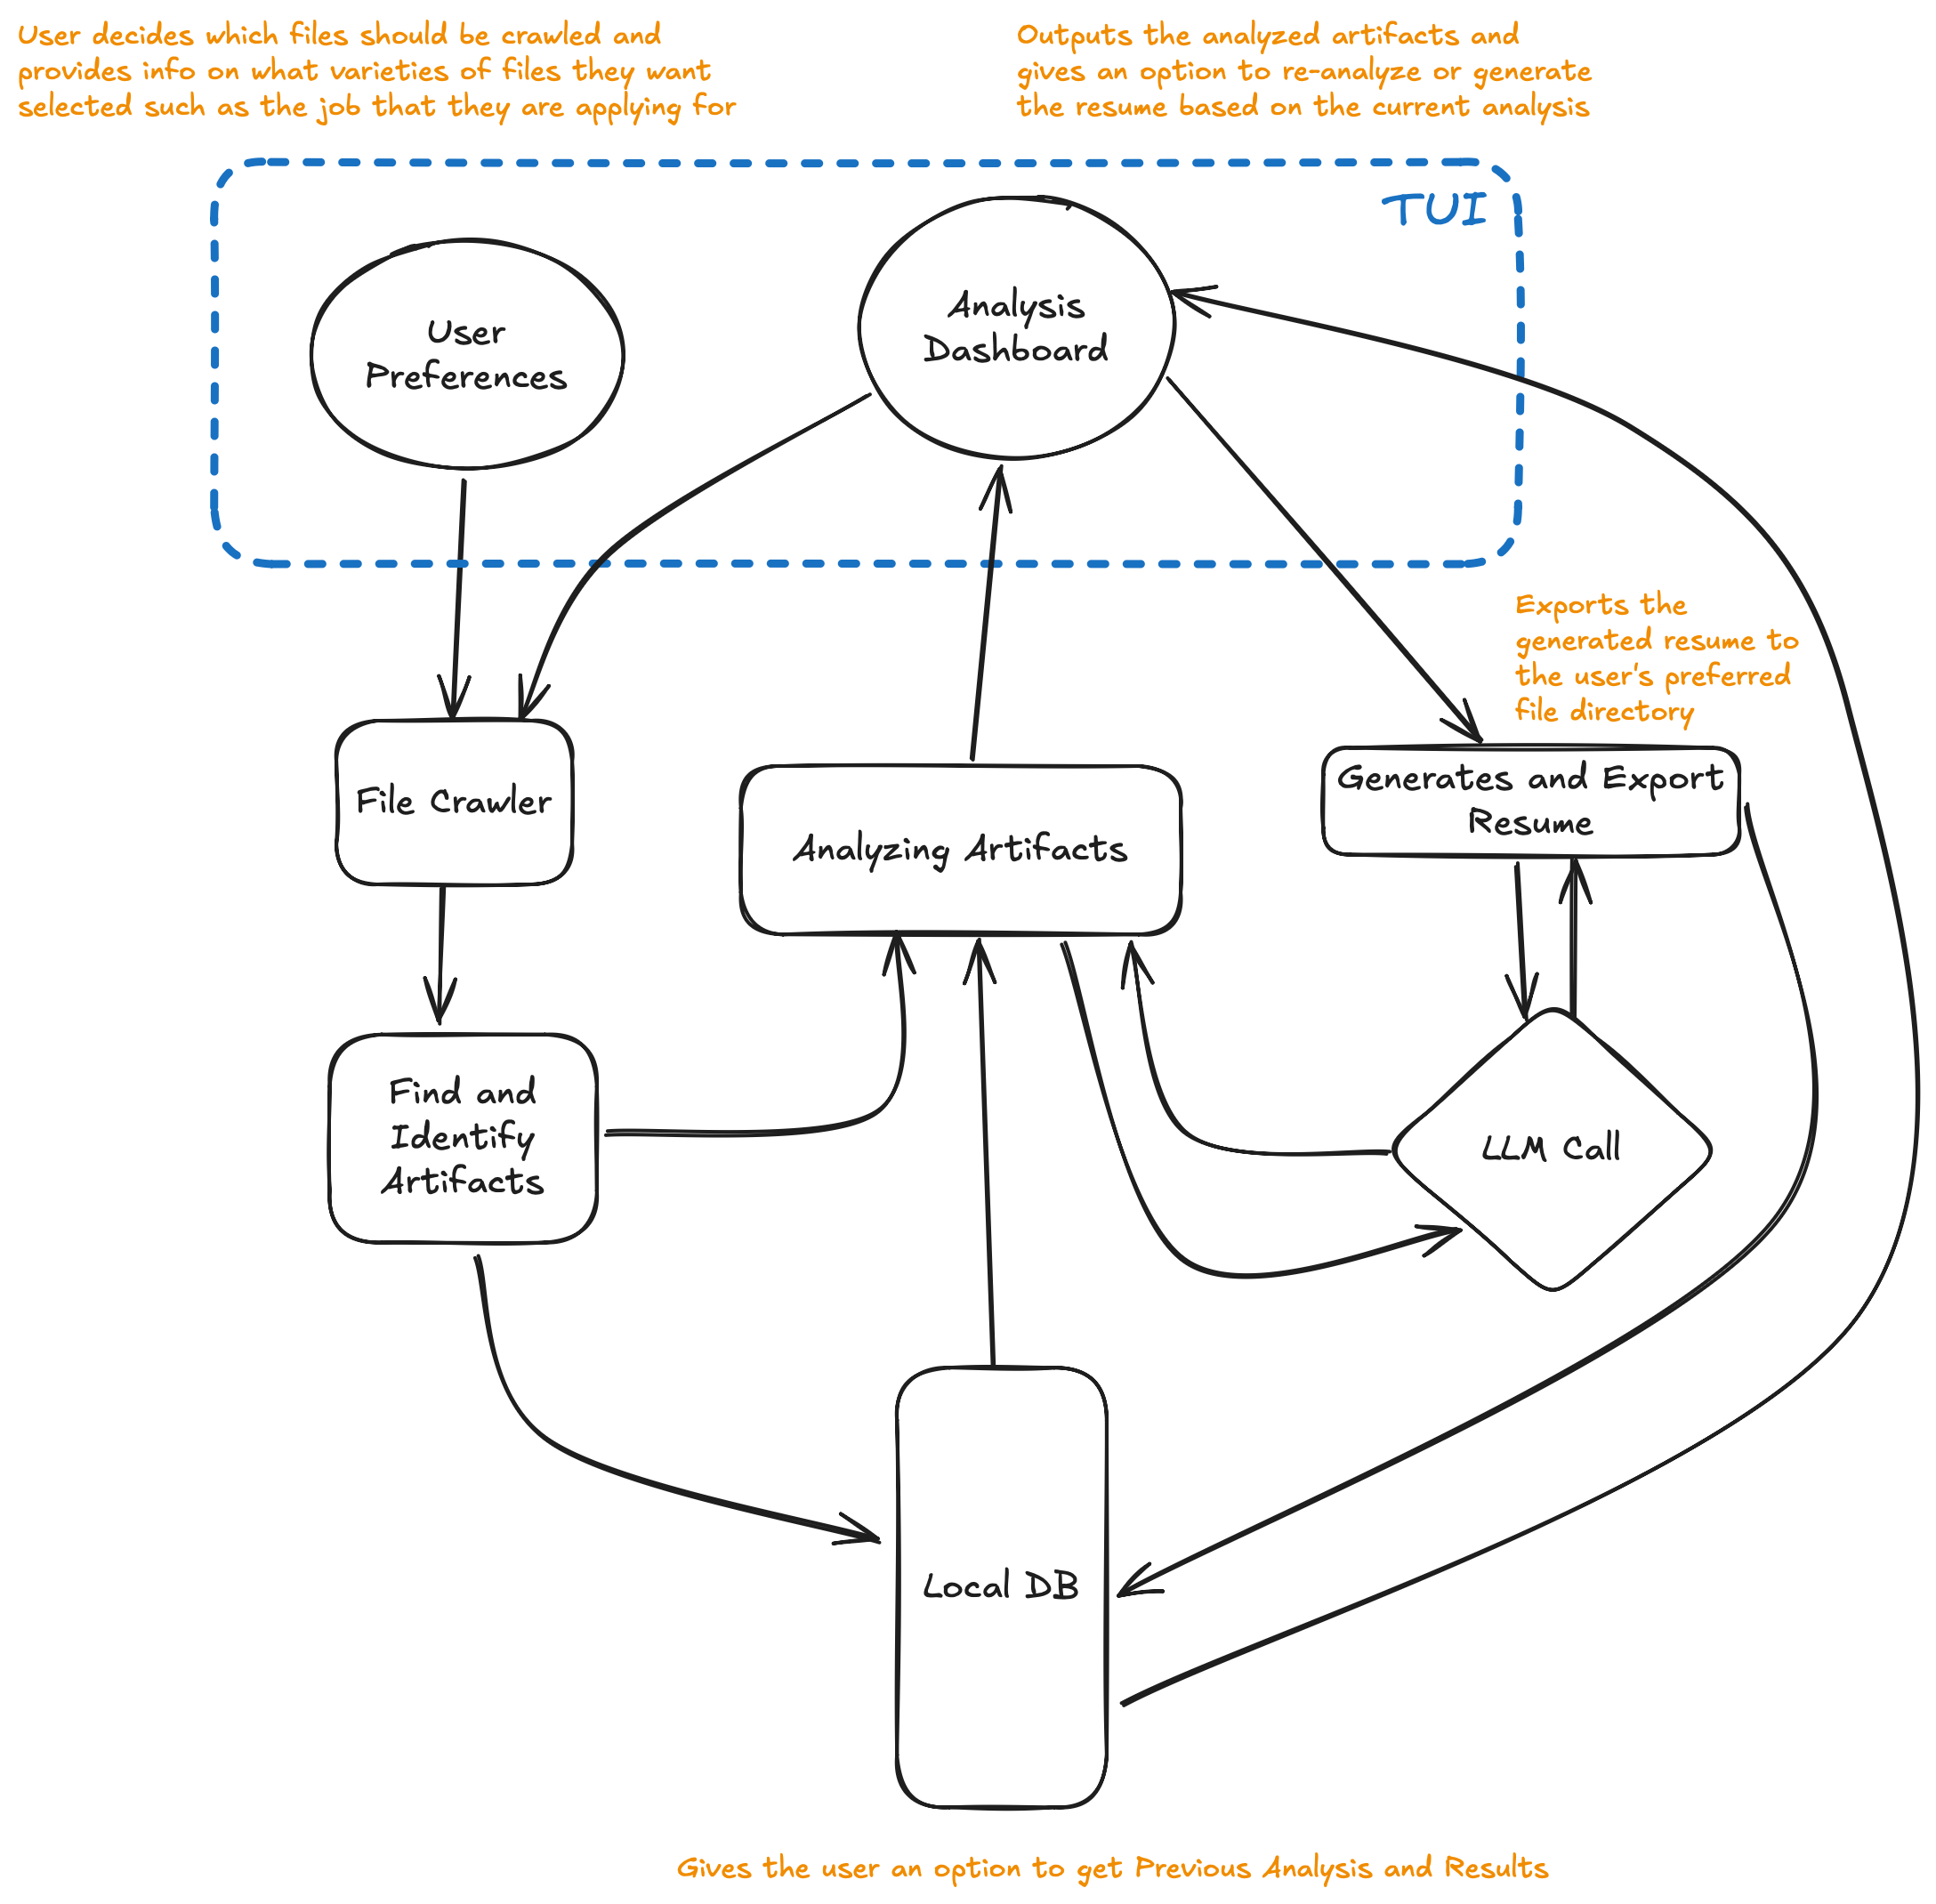 User decides which files should be crawled and
provides info on what varieties of files they want
selected such as the job that they are applying for
Outputs the analyzed artifacts and
gives an option to re-analyze or generate
the resume based on the current analysis
TUI
User
Preferences
Analysis
Dashboard
Exports the
generated resume to
the user's preferred
file directory
File Crawler
Analyzing Artifacts
Generates and Export
Resume
Find and
Identify
Artifacts
LLM Call
Local DB
Gives the user an option to get Previous Analysis and Results